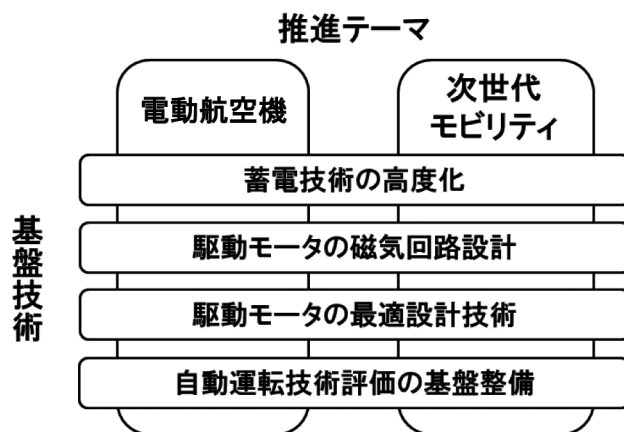 推進テーマ
電動航空機
次世代
モビリティ
基盤技術
蓄電技術の高度化
駆動モータの磁気回路設計
駆動モータの最適設計技術
自動運転技術評価の基盤整備